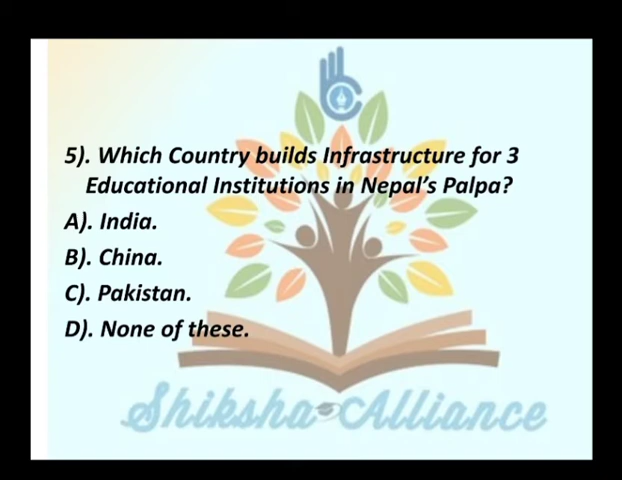 5). Which Country builds Infrastructure for 3
Educational Institutions in Nepal's Palpa?
A). India.
B). China.
C). Pakistan.
D). None of these.
Shiksha Alliance